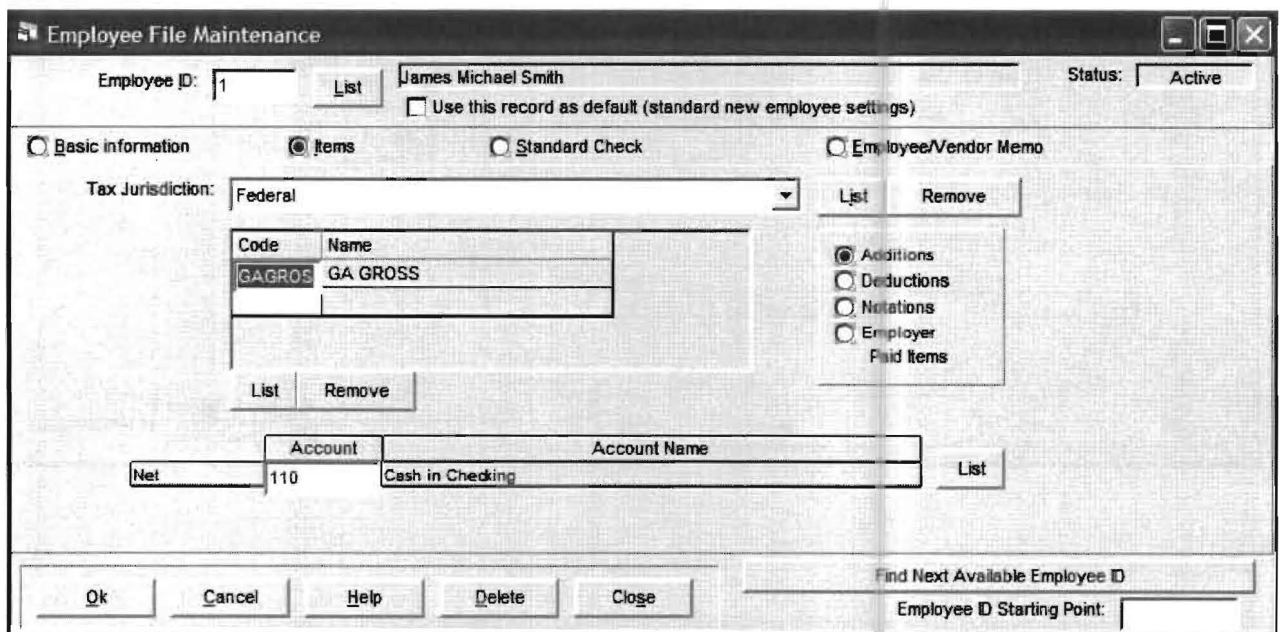 Employee File Maintenance
Employee ID: 1 List James Michael Smith Status: Active
Use this record as default (standard new employee settings)
Basic information Items Standard Check Employee/Vendor Memo
Tax Jurisdiction: Federal List Remove
Code Name
GAGROS GA GROSS
Additions
Deductions
Notations
Employer
Paid Items
List Remove
Account Account Name
Net 110 Cash in Checking List
Find Next Available Employee ID
Ok Cancel Help Delete Close
Employee ID Starting Point: